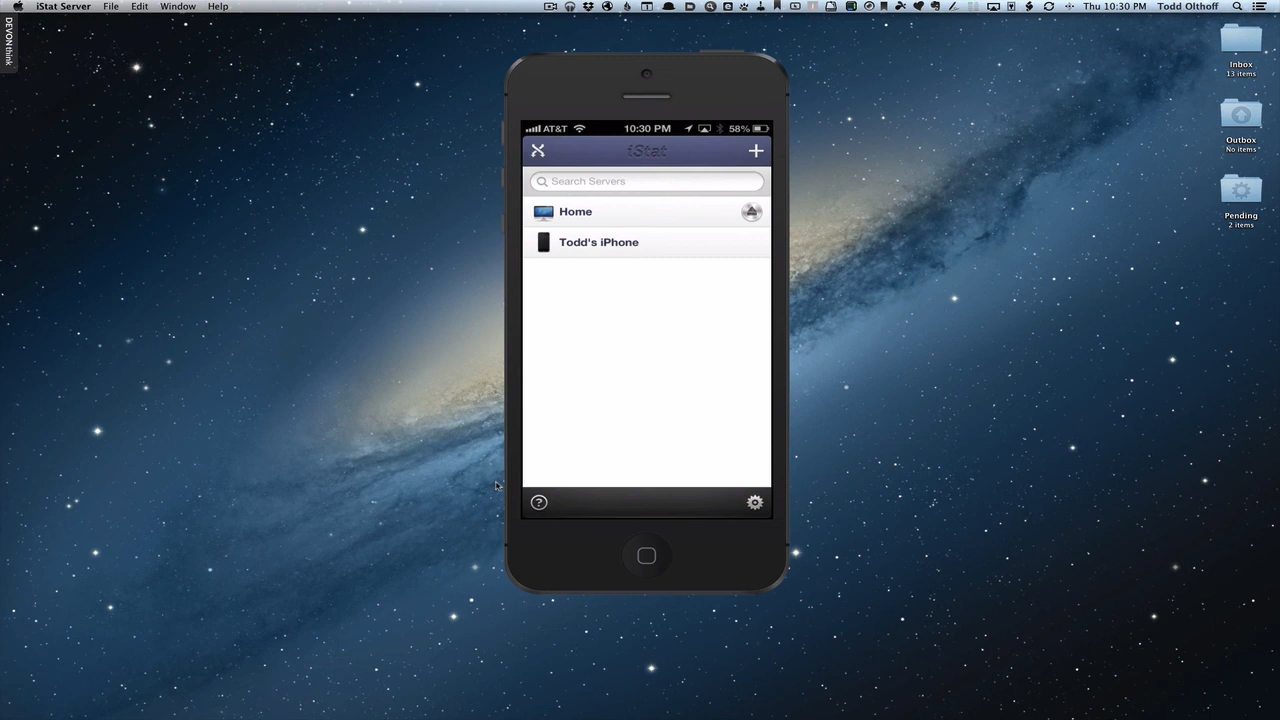 iStat Server File Edit Window Help
Thu 10:30 PM Todd Olthoff
DEVONthink
Inbox
13 items
Outbox
No items
Pending
2 items
AT&T 10:30 PM 58%
iStat
Search Servers
Home
Todd's iPhone